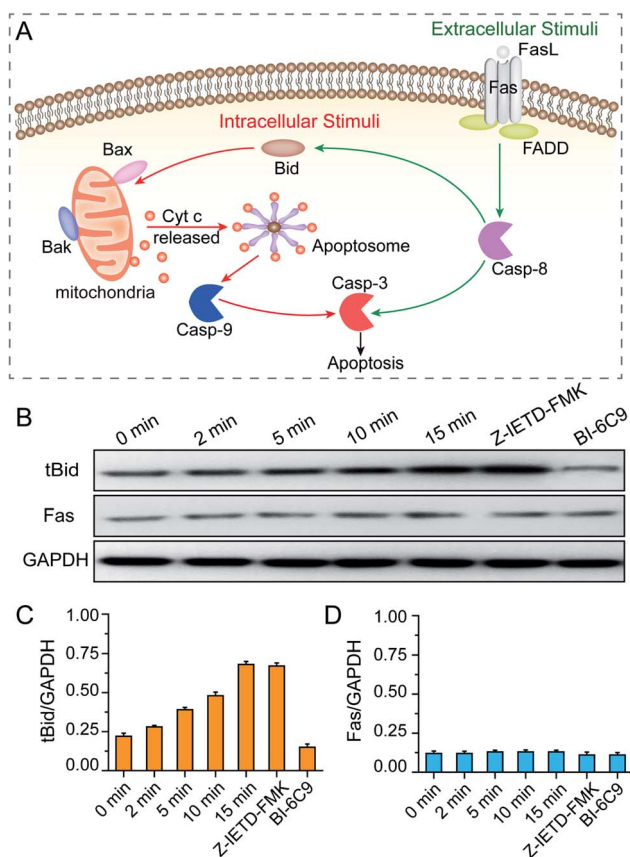 A
Extracellular Stimuli
FasL
Fas
Intracellular Stimuli
FADD
Bax
Bid
Cyt c
released
Bak
Apoptosome
Casp-8
mitochondria
Casp-3
Casp-9
Apoptosis
B
0 min 2 min 5 min 10 min 15 min Z-IETD-FMK BI-6C9
tBid
Fas
GAPDH
C
tBid/GAPDH
1.00
0.75
0.50
0.25
0.00
0 min 2 min 5 min 10 min 15 min Z-IETD-FMK BI-6C9
D
Fas/GAPDH
1.00
0.75
0.50
0.25
0.00
0 min 2 min 5 min 10 min 15 min Z-IETD-FMK BI-6C9